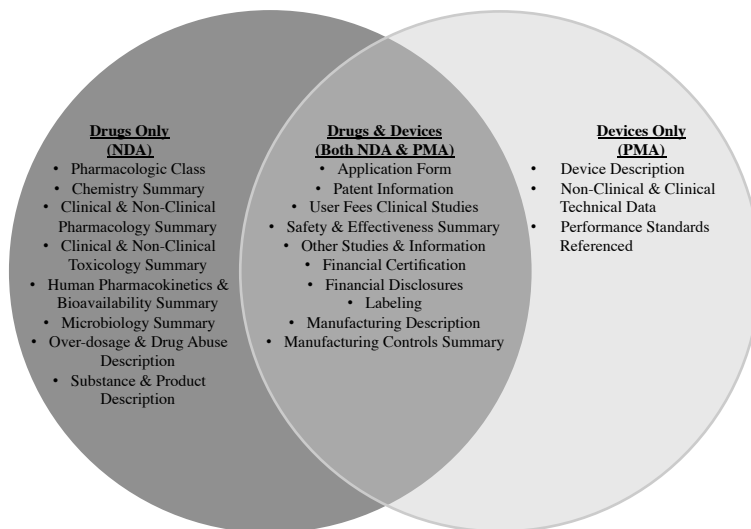 Drugs Only
(NDA)
• Pharmacologic Class
• Chemistry Summary
• Clinical & Non-Clinical
Pharmacology Summary
• Clinical & Non-Clinical
Toxicology Summary
• Human Pharmacokinetics &
Bioavailability Summary
• Microbiology Summary
• Over-dosage & Drug Abuse
Description
• Substance & Product
Description
Drugs & Devices
(Both NDA & PMA)
• Application Form
• Patent Information
• User Fees Clinical Studies
• Safety & Effectiveness Summary
• Other Studies & Information
• Financial Certification
• Financial Disclosures
• Labeling
• Manufacturing Description
• Manufacturing Controls Summary
Devices Only
(PMA)
• Device Description
• Non-Clinical & Clinical
Technical Data
• Performance Standards
Referenced